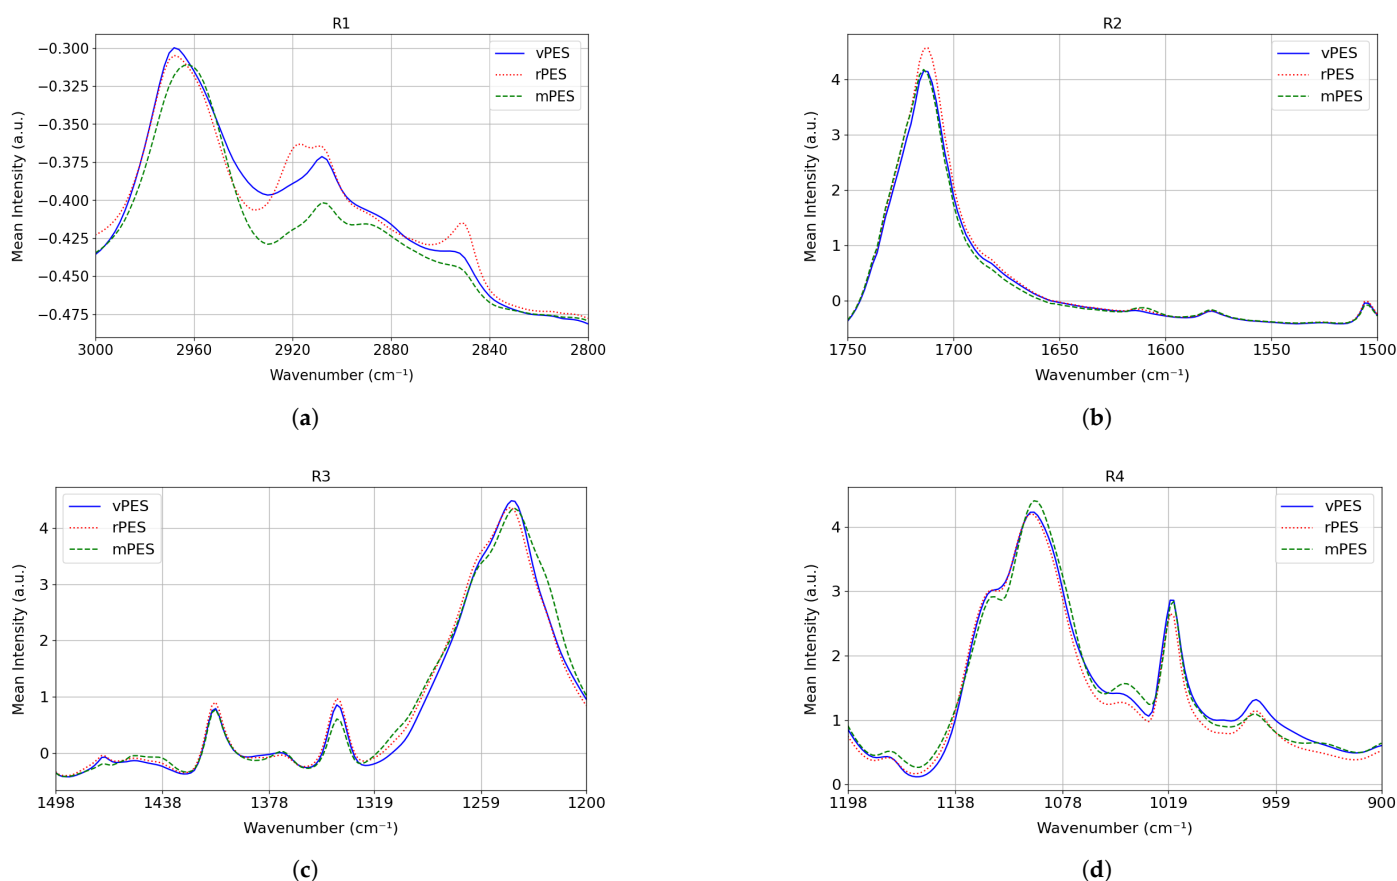 R1
Mean Intensity (a.u.)
−0.300
−0.325
−0.350
−0.375
−0.400
−0.425
−0.450
−0.475
vPES
rPES
mPES
3000 2960 2920 2880 2840 2800
Wavenumber (cm⁻¹)
(a)
R2
Mean Intensity (a.u.)
4
3
2
1
0
vPES
rPES
mPES
1750 1700 1650 1600 1550 1500
Wavenumber (cm⁻¹)
(b)
R3
Mean Intensity (a.u.)
4
3
2
1
0
vPES
rPES
mPES
1498 1438 1378 1319 1259 1200
Wavenumber (cm⁻¹)
(c)
R4
Mean Intensity (a.u.)
4
3
2
1
0
vPES
rPES
mPES
1198 1138 1078 1019 959 900
Wavenumber (cm⁻¹)
(d)